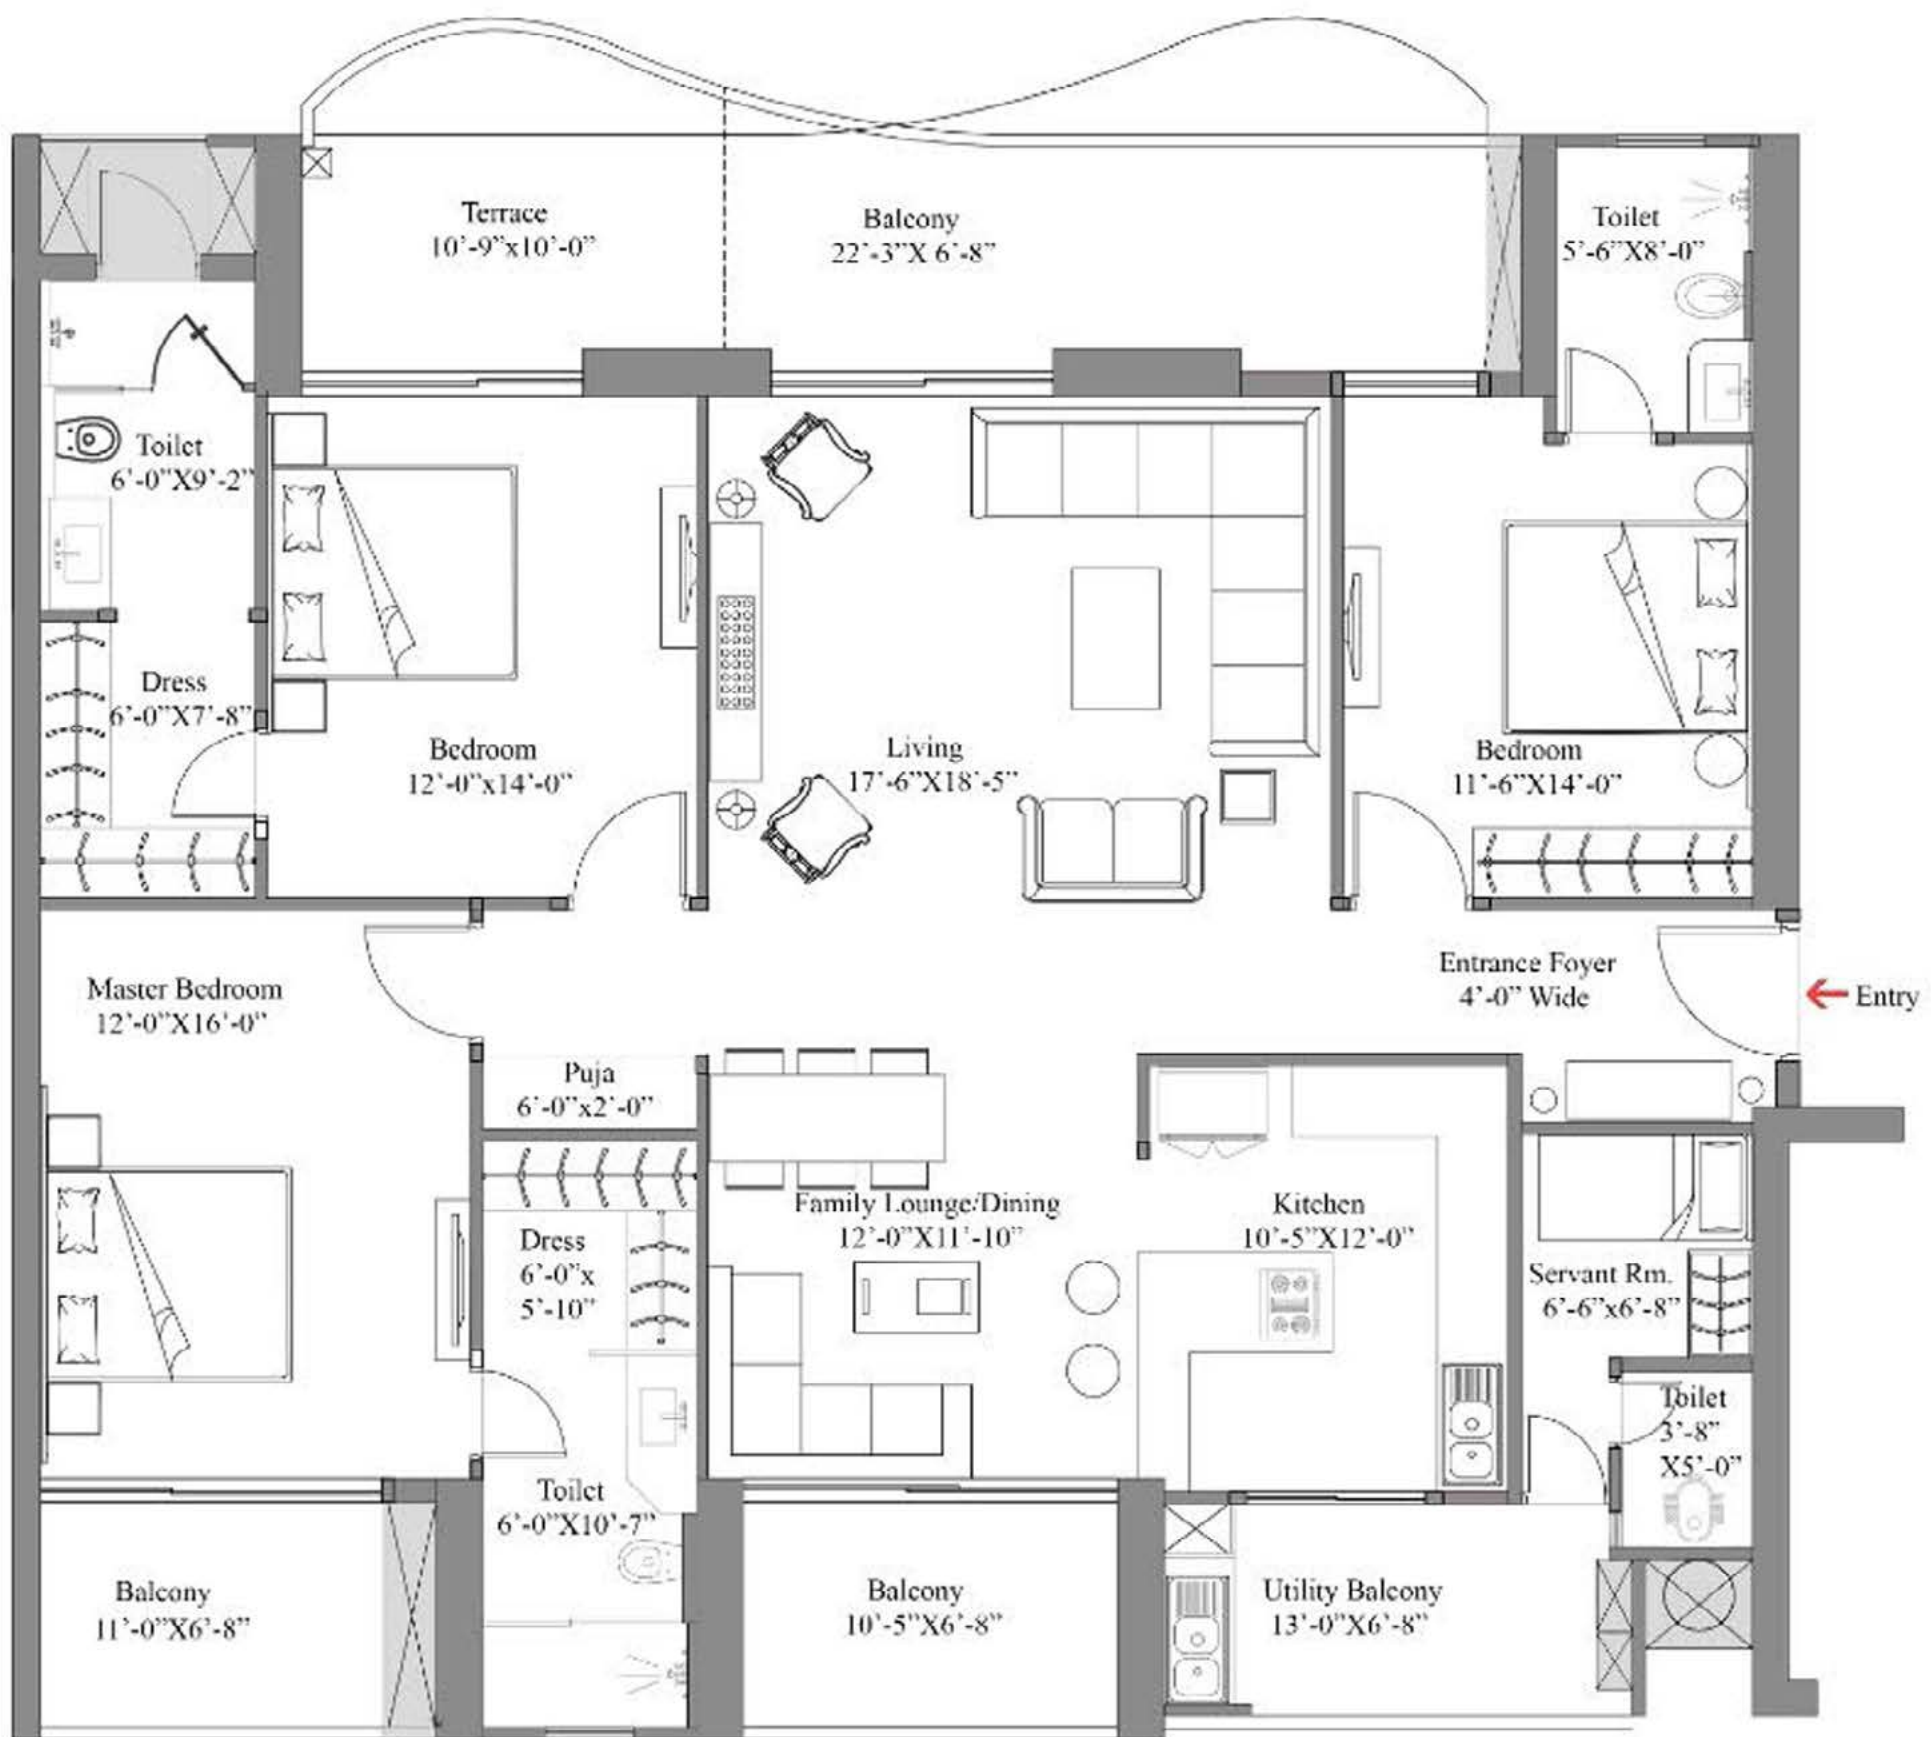 Terrace
10'-9"x10'-0"
Balcony
22'-3"X 6'-8"
Toilet
5'-6"X8'-0"
Toilet
6'-0"X9'-2"
Dress
6'-0"X7'-8"
Bedroom
12'-0"x14'-0"
Living
17'-6"X18'-5"
Bedroom
11'-6"X14'-0"
Master Bedroom
12'-0"X16'-0"
Entrance Foyer
4'-0" Wide
Entry
Puja
6'-0"x2'-0"
Family Lounge/Dining
12'-0"X11'-10"
Kitchen
10'-5"X12'-0"
Dress
6'-0"x
5'-10"
Servant Rm.
6'-6"x6'-8"
Toilet
3'-8"
X5'-0"
Toilet
6'-0"X10'-7"
Balcony
11'-0"X6'-8"
Balcony
10'-5"X6'-8"
Utility Balcony
13'-0"X6'-8"